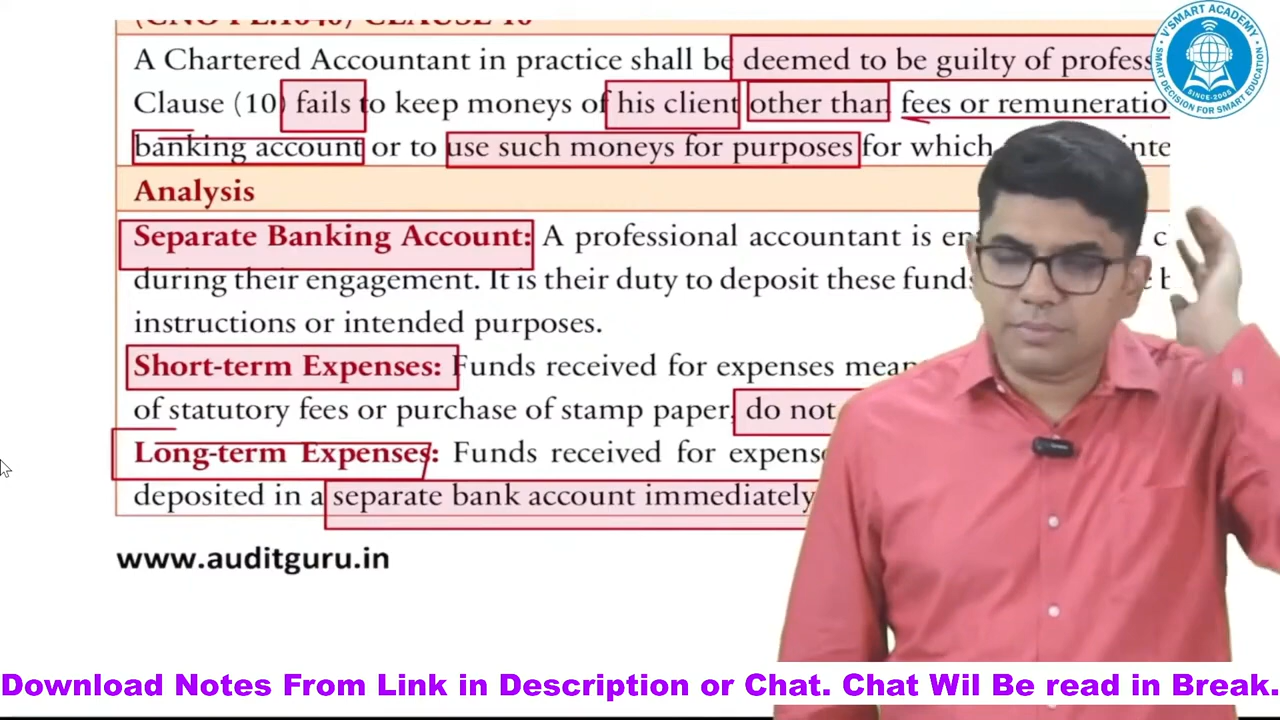 A Chartered Accountant in practice shall be deemed to be guilty of
Clause (10) fails to keep moneys of his client other than fees or
banking account or to use such moneys for purposes for which
Analysis
Separate Banking Account: A professional accountant is
during their engagement. It is their duty to deposit these funds
instructions or intended purposes.
Short-term Expenses: Funds received for expenses
of statutory fees or purchase of stamp paper, do not
Long-term Expenses: Funds received for
deposited in a separate bank account immediately
www.auditguru.in
V'SMART ACADEMY
SINCE-2005
SMART DECISION FOR SMART EDUCATION
Download Notes From Link in Description or Chat. Chat Wil Be read in Break.